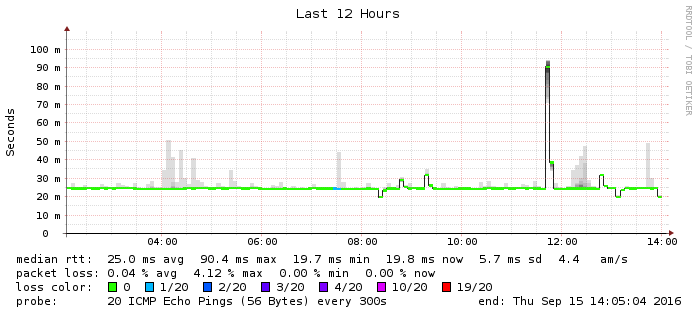 Last 12 Hours
RRDTOOL / TOBI OETIKER
Seconds
100 m
90 m
80 m
70 m
60 m
50 m
40 m
30 m
20 m
10 m
0
04:00 06:00 08:00 10:00 12:00 14:00
median rtt: 25.0 ms avg 90.4 ms max 19.7 ms min 19.8 ms now 5.7 ms sd 4.4 am/s
packet loss: 0.04 % avg 4.12 % max 0.00 % min 0.00 % now
loss color: 0 1/20 2/20 3/20 4/20 10/20 19/20
probe: 20 ICMP Echo Pings (56 Bytes) every 300s end: Thu Sep 15 14:05:04 2016